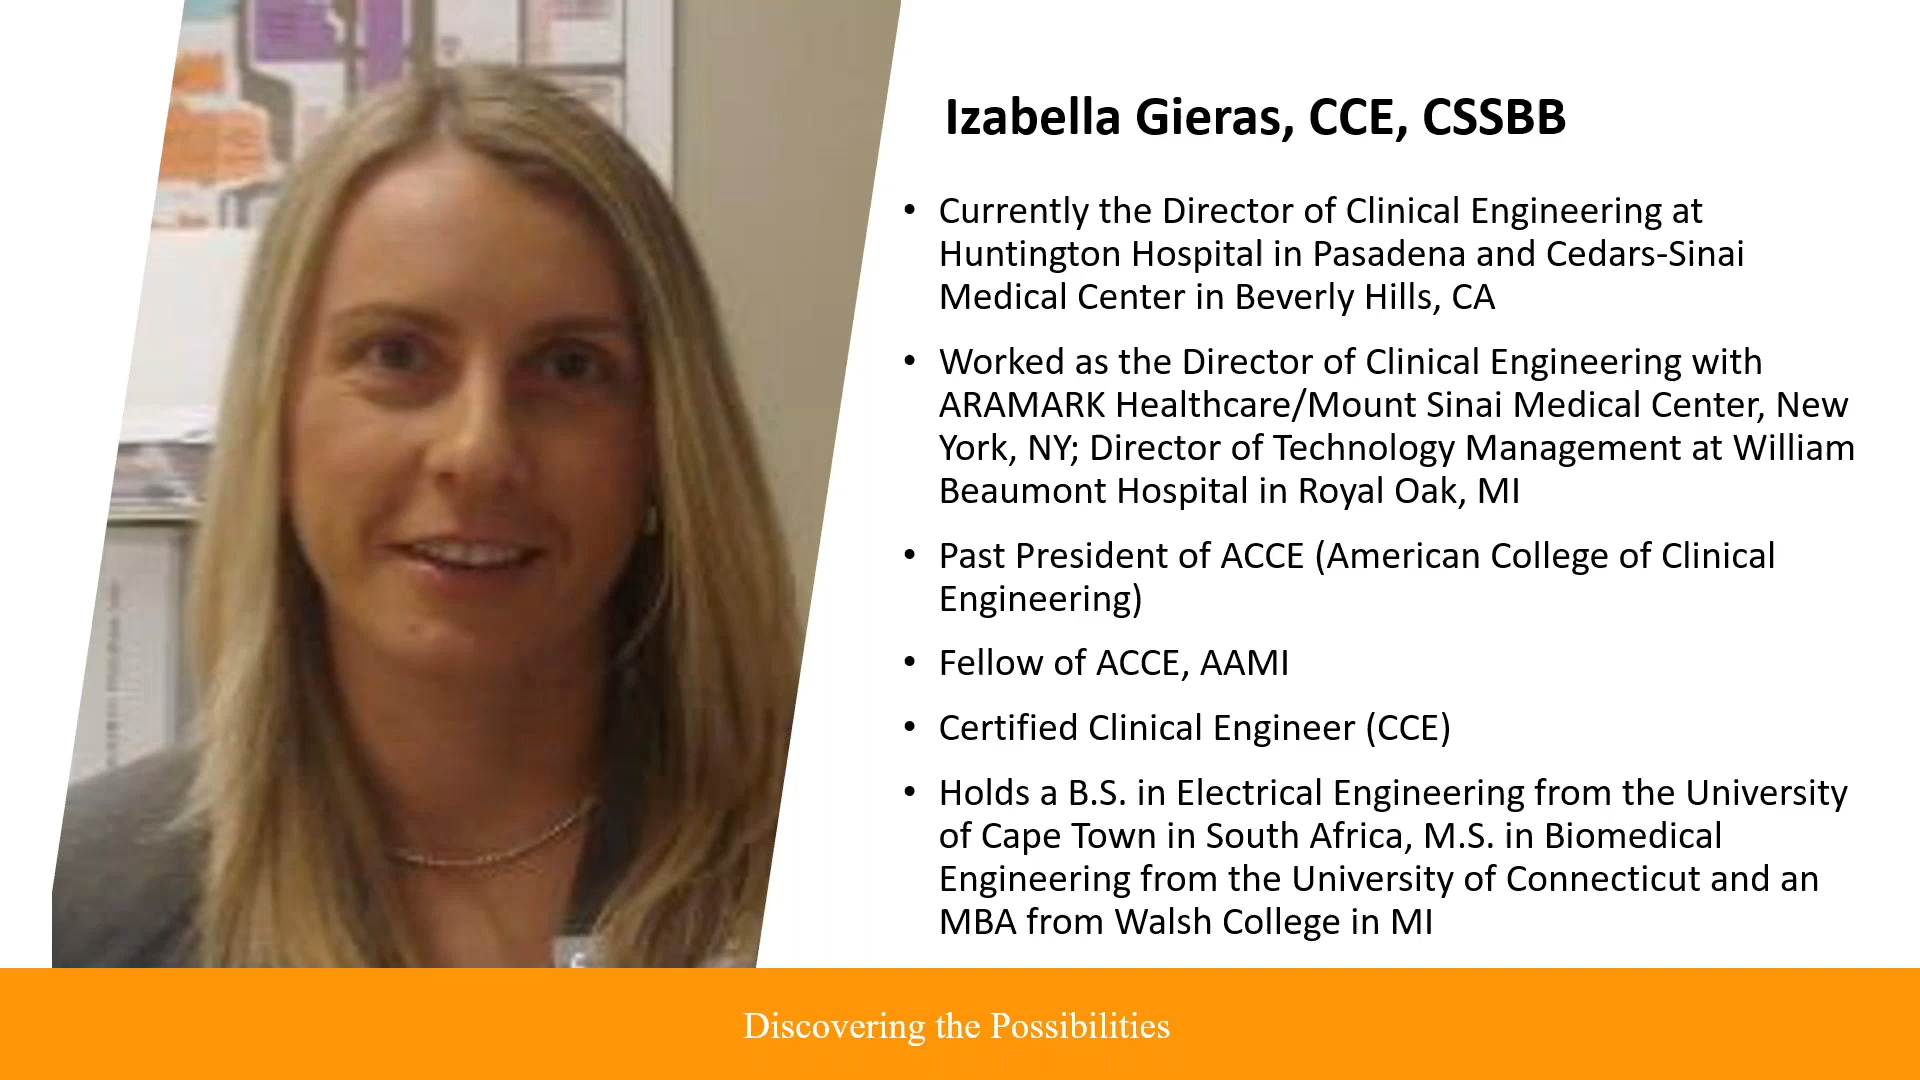 Izabella Gieras, CCE, CSSBB
• Currently the Director of Clinical Engineering at
Huntington Hospital in Pasadena and Cedars-Sinai
Medical Center in Beverly Hills, CA
• Worked as the Director of Clinical Engineering with
ARAMARK Healthcare/Mount Sinai Medical Center, New
York, NY; Director of Technology Management at William
Beaumont Hospital in Royal Oak, MI
• Past President of ACCE (American College of Clinical
Engineering)
• Fellow of ACCE, AAMI
• Certified Clinical Engineer (CCE)
• Holds a B.S. in Electrical Engineering from the University
of Cape Town in South Africa, M.S. in Biomedical
Engineering from the University of Connecticut and an
MBA from Walsh College in MI
Discovering the Possibilities